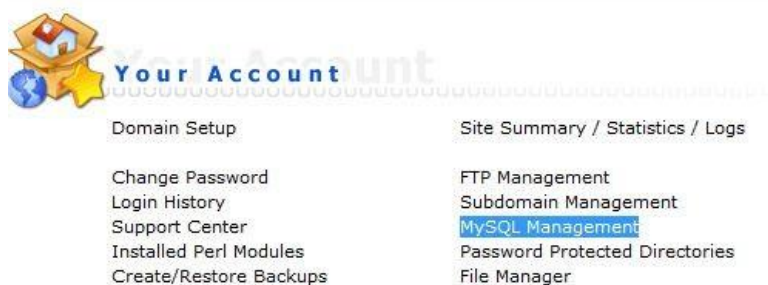 Your Account
Domain Setup
Site Summary / Statistics / Logs
Change Password
FTP Management
Login History
Subdomain Management
Support Center
MySQL Management
Installed Perl Modules
Password Protected Directories
Create/Restore Backups
File Manager